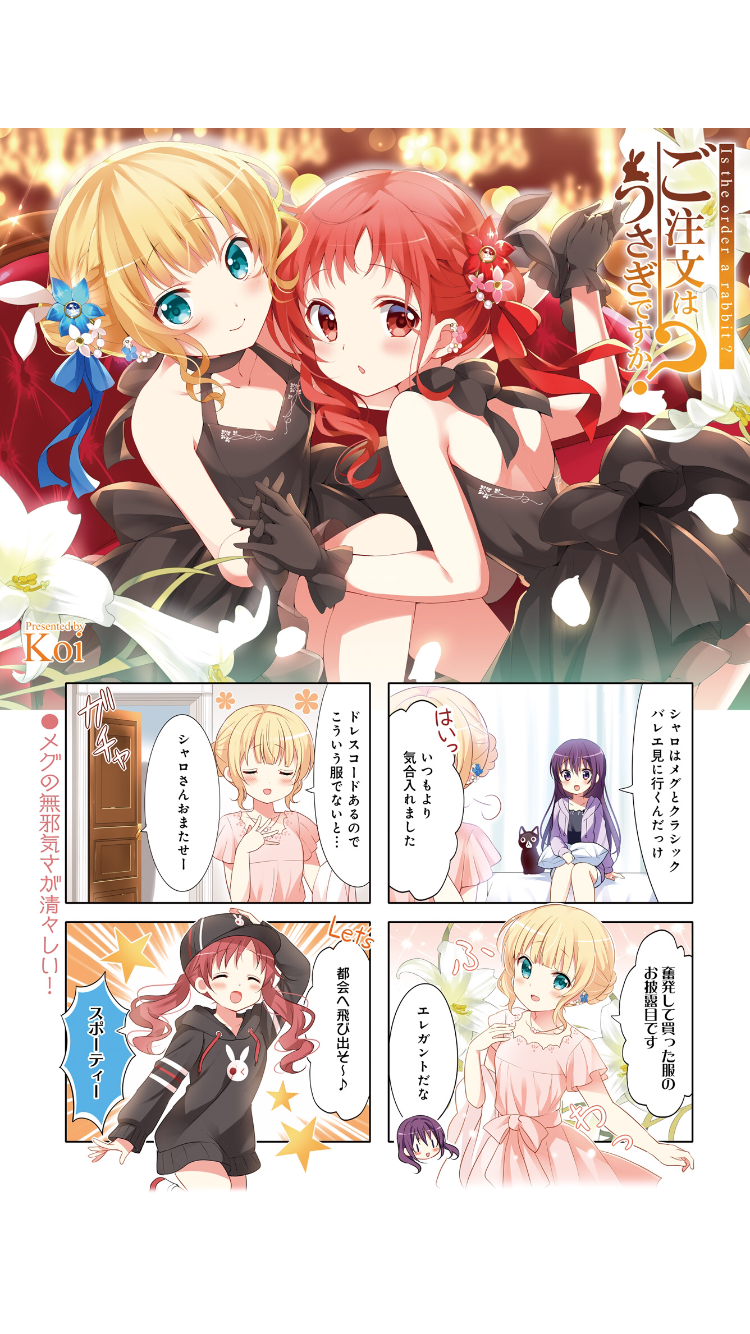 Is the order a rabbit?
ご注文は
うさぎですか?
Presented by
Koi
シャロはメグとクラシック
バレエ見に行くんだっけ
はいっ
いつもより
気合入れました
奮発して買った服の
お披露目です
ふ
わっ
エレガントだな
ドレスコードあるので
こういう服でないと…
シャロさんおまたせー
ガチャ
Let's
都会へ飛び出そ〜♪
スポーティー
●メグの無邪気さが清々しい!